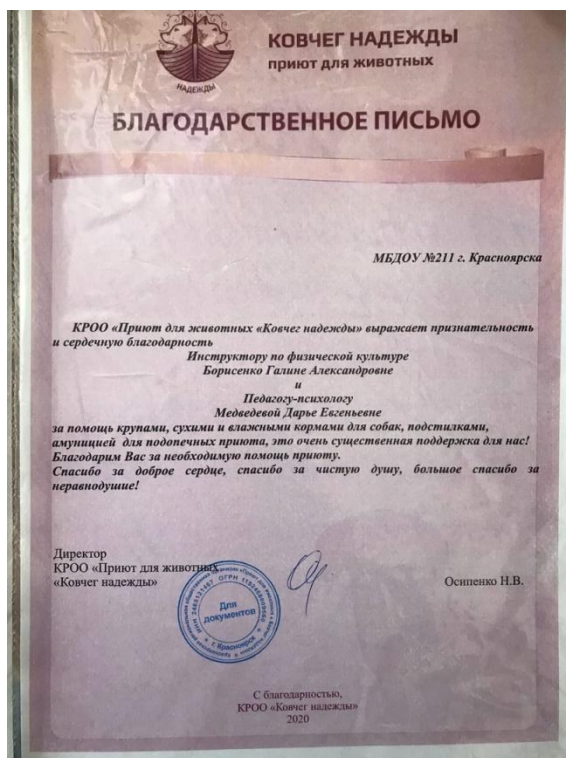 КОВЧЕГ НАДЕЖДЫ
приют для животных
НАДЕЖДЫ
БЛАГОДАРСТВЕННОЕ ПИСЬМО
МБДОУ №211 г. Красноярска
КРОО «Приют для животных «Ковчег надежды» выражает признательность
и сердечную благодарность
Инструктору по физической культуре
Борисенко Галине Александровне
и
Педагогу-психологу
Медведевой Дарье Евгеньевне
за помощь крупами, сухими и влажными кормами для собак, подстилками,
амуницией для подопечных приюта, это очень существенная поддержка для нас!
Благодарим Вас за необходимую помощь приюту.
Спасибо за доброе сердце, спасибо за чистую душу, большое спасибо за
неравнодушие!
Директор
КРОО «Приют для животных
«Ковчег надежды»
Осипенко Н.В.
Для
документов
г. Красноярск
С благодарностью,
КРОО «Ковчег надежды»
2020